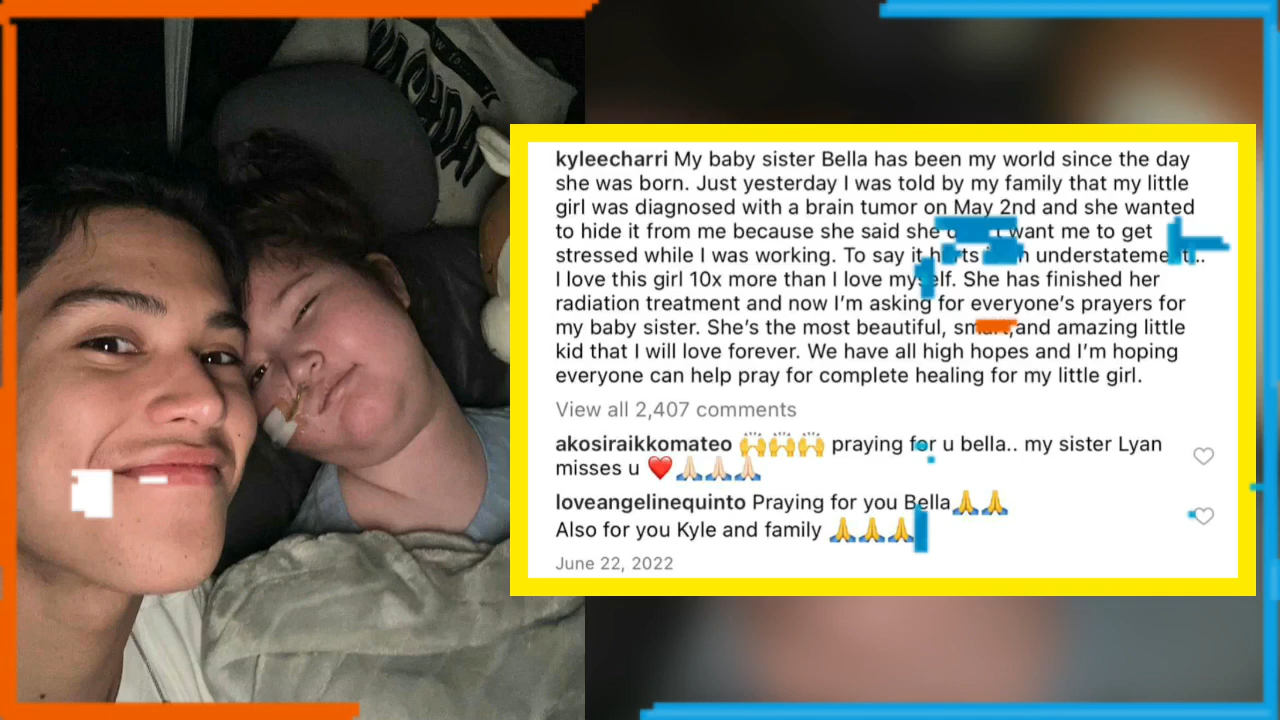 kyleecharri My baby sister Bella has been my world since the day
she was born. Just yesterday I was told by my family that my little
girl was diagnosed with a brain tumor on May 2nd and she wanted
to hide it from me because she said she want me to get
stressed while I was working. To say it hurts understatement..
I love this girl 10x more than I love myself. She has finished her
radiation treatment and now I'm asking for everyone's prayers for
my baby sister. She's the most beautiful, smart,and amazing little
kid that I will love forever. We have all high hopes and I'm hoping
everyone can help pray for complete healing for my little girl.
View all 2,407 comments
akosiraikkomateo 🙌🙌🙌 praying for u bella.. my sister Lyan
misses u ❤️🙏🏻🙏🏻🙏🏻
loveangelinequinto Praying for you Bella🙏🙏
Also for you Kyle and family 🙏🙏🙏
June 22, 2022